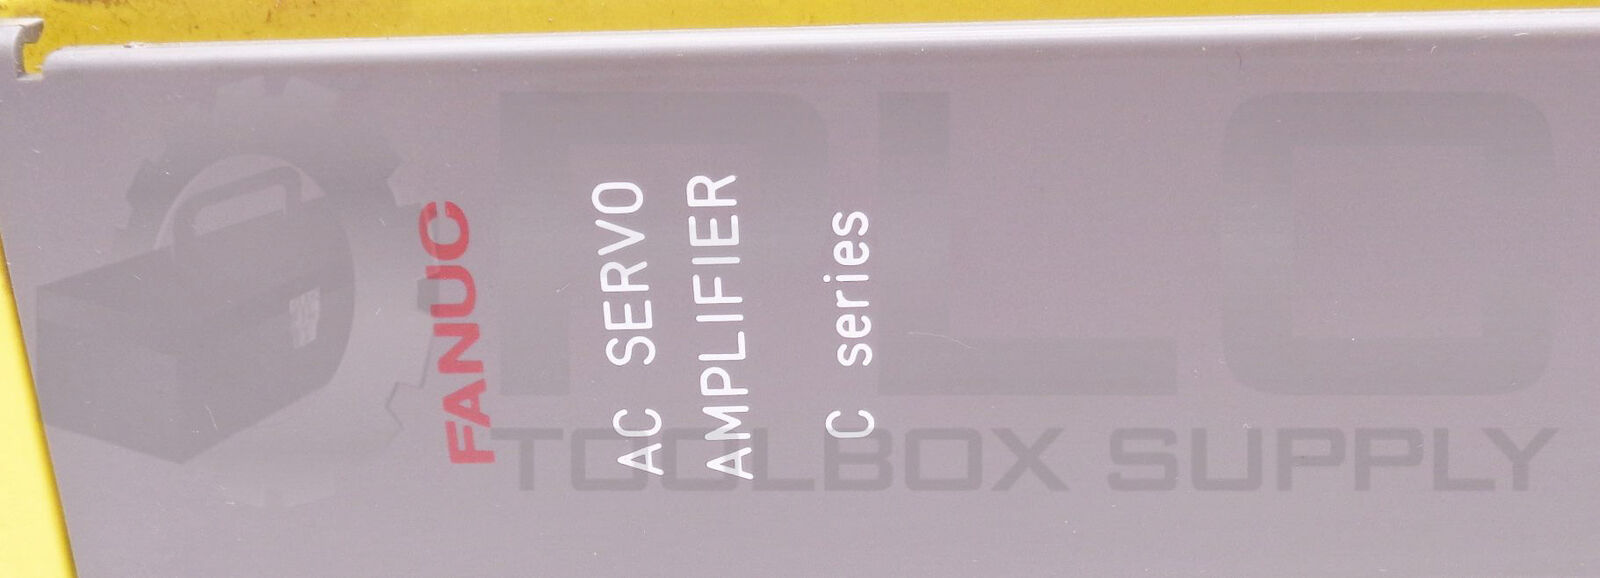 FANUC
AC SERVO
AMPLIFIER
C series
PLC
TOOLBOX SUPPLY